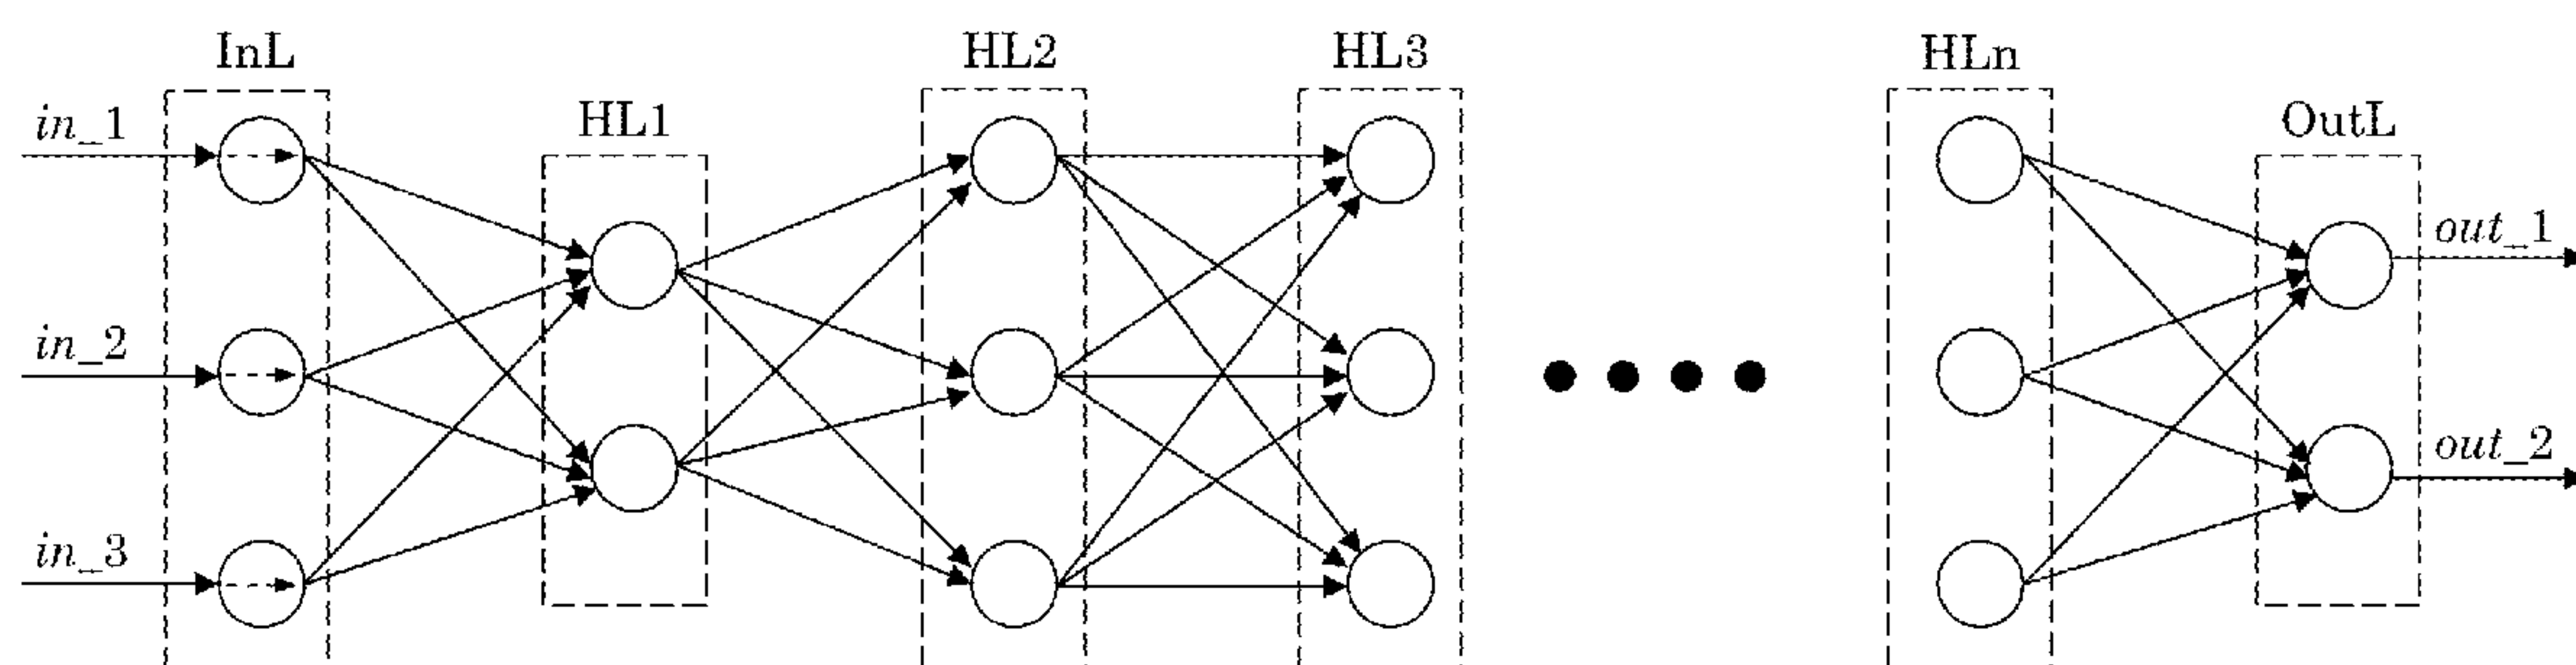 InL
HL1
HL2
HL3
HLn
OutL
in_1
in_2
in_3
out_1
out_2